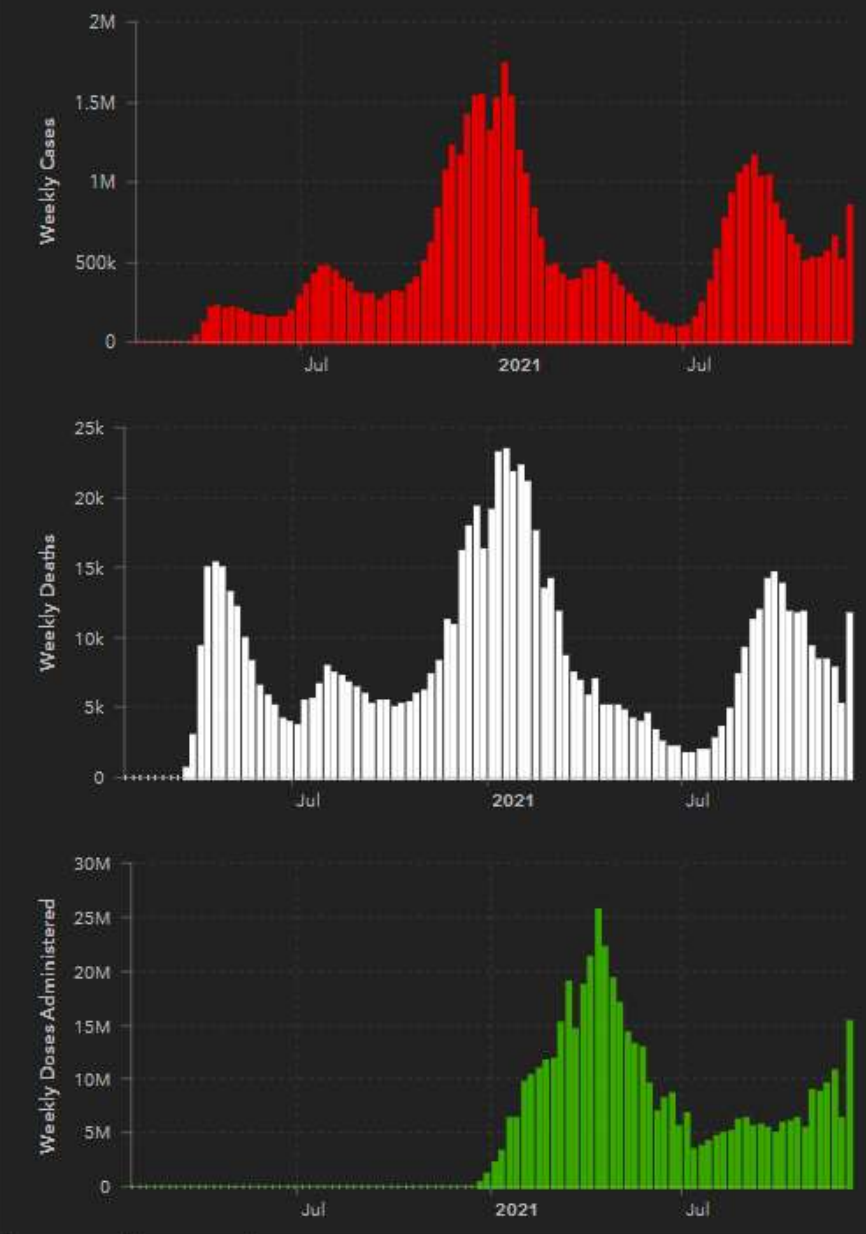 2M
1.5M
1M
500k
0
Weekly Cases
Jul
2021
Jul
25k
20k
15k
10k
5k
0
Weekly Deaths
Jul
2021
Jul
30M
25M
20M
15M
10M
5M
0
Weekly Doses Administered
Jul
2021
Jul